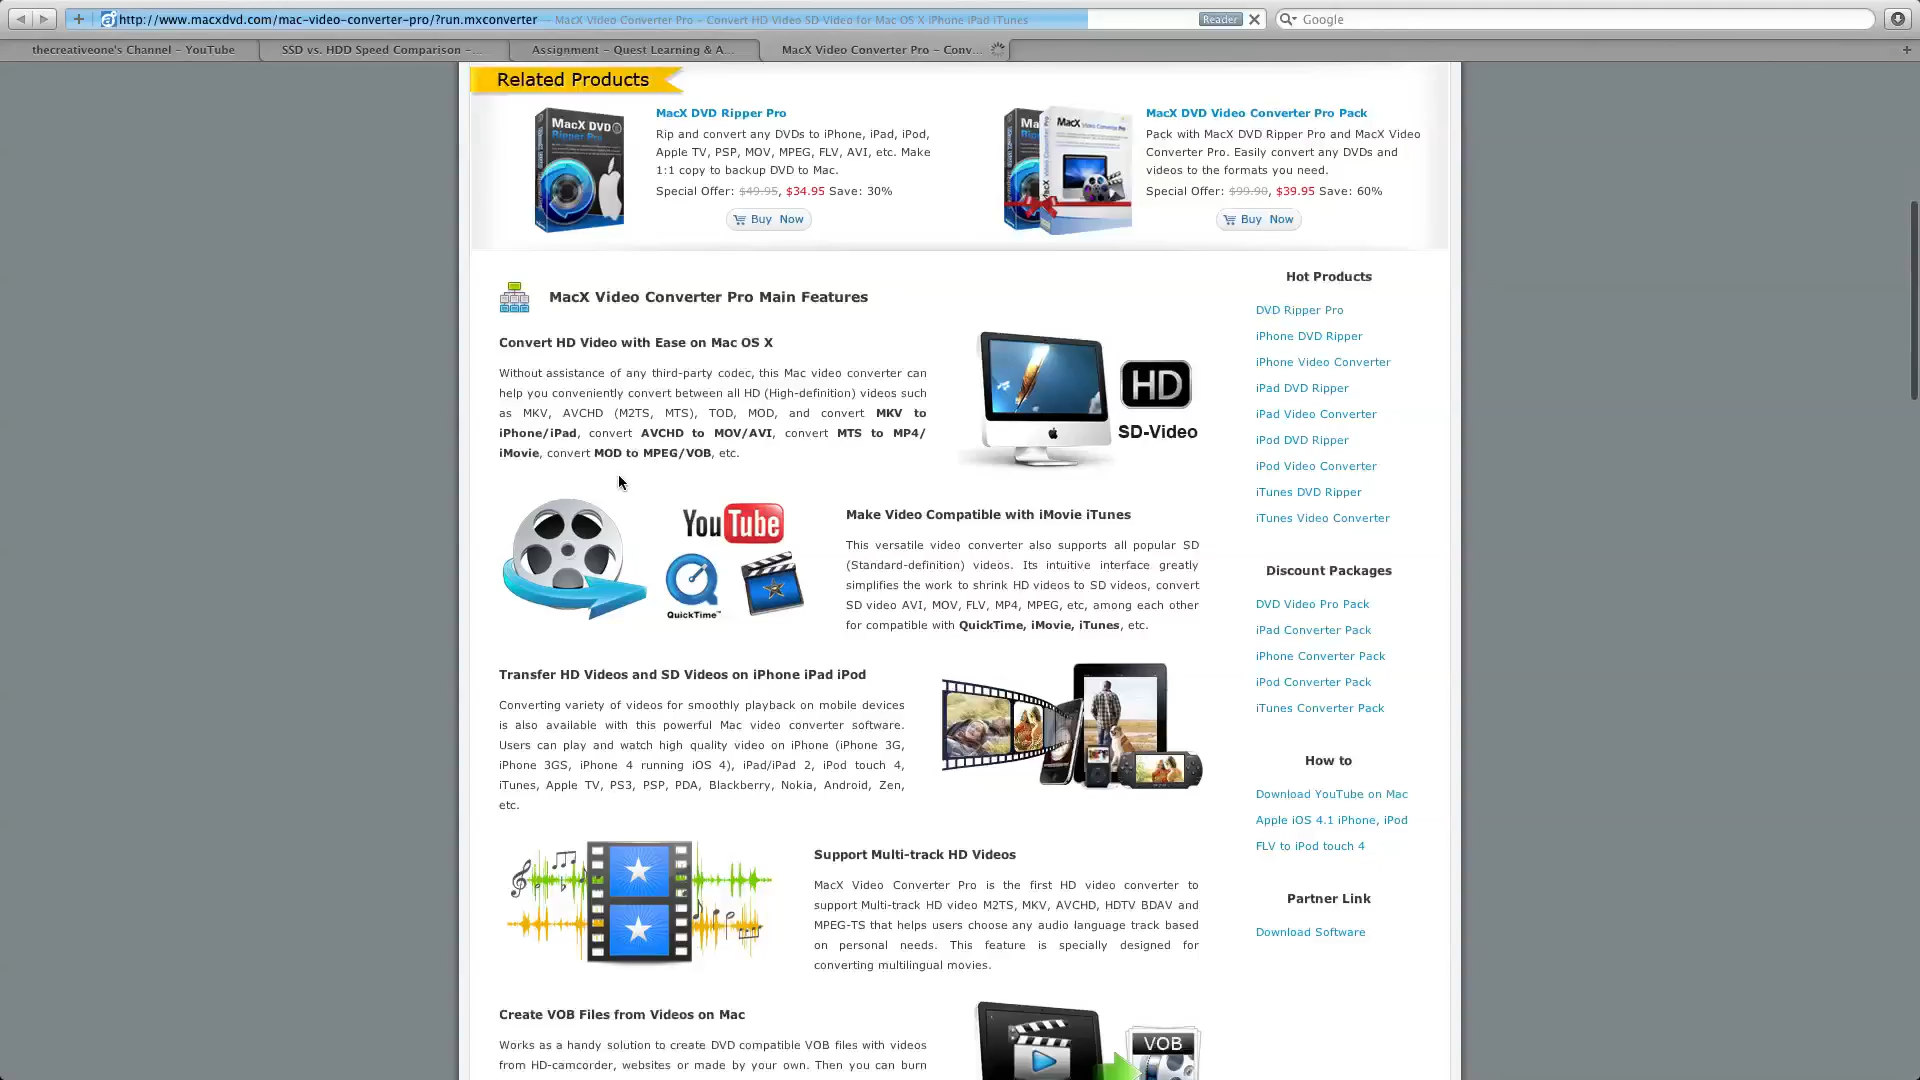 http://www.macxdvd.com/mac-video-converter-pro/?run.mxconverter — MacX Video Converter Pro – Convert HD Video SD Video for Mac OS X iPhone iPad iTunes
Reader
Google
thecreativeone's Channel – YouTube
SSD vs. HDD Speed Comparison –...
Assignment – Quest Learning & A...
MacX Video Converter Pro – Conv...
Related Products
MacX DVD
Ripper Pro
MacX DVD Ripper Pro
Rip and convert any DVDs to iPhone, iPad, iPod,
Apple TV, PSP, MOV, MPEG, FLV, AVI, etc. Make
1:1 copy to backup DVD to Mac.
Special Offer: $49.95, $34.95 Save: 30%
Buy Now
MacX Video Converter Pro
MacX DVD Video Converter Pro Pack
Pack with MacX DVD Ripper Pro and MacX Video
Converter Pro. Easily convert any DVDs and
videos to the formats you need.
Special Offer: $99.90, $39.95 Save: 60%
Buy Now
MacX Video Converter Pro Main Features
Convert HD Video with Ease on Mac OS X
Without assistance of any third-party codec, this Mac video converter can
help you conveniently convert between all HD (High-definition) videos such
as MKV, AVCHD (M2TS, MTS), TOD, MOD, and convert MKV to
iPhone/iPad, convert AVCHD to MOV/AVI, convert MTS to MP4/
iMovie, convert MOD to MPEG/VOB, etc.
HD
SD-Video
YouTube
QuickTime™
Make Video Compatible with iMovie iTunes
This versatile video converter also supports all popular SD
(Standard-definition) videos. Its intuitive interface greatly
simplifies the work to shrink HD videos to SD videos, convert
SD video AVI, MOV, FLV, MP4, MPEG, etc, among each other
for compatible with QuickTime, iMovie, iTunes, etc.
Transfer HD Videos and SD Videos on iPhone iPad iPod
Converting variety of videos for smoothly playback on mobile devices
is also available with this powerful Mac video converter software.
Users can play and watch high quality video on iPhone (iPhone 3G,
iPhone 3GS, iPhone 4 running iOS 4), iPad/iPad 2, iPod touch 4,
iTunes, Apple TV, PS3, PSP, PDA, Blackberry, Nokia, Android, Zen,
etc.
Support Multi-track HD Videos
MacX Video Converter Pro is the first HD video converter to
support Multi-track HD video M2TS, MKV, AVCHD, HDTV BDAV and
MPEG-TS that helps users choose any audio language track based
on personal needs. This feature is specially designed for
converting multilingual movies.
Create VOB Files from Videos on Mac
Works as a handy solution to create DVD compatible VOB files with videos
from HD-camcorder, websites or made by your own. Then you can burn
VOB
Hot Products
DVD Ripper Pro
iPhone DVD Ripper
iPhone Video Converter
iPad DVD Ripper
iPad Video Converter
iPod DVD Ripper
iPod Video Converter
iTunes DVD Ripper
iTunes Video Converter
Discount Packages
DVD Video Pro Pack
iPad Converter Pack
iPhone Converter Pack
iPod Converter Pack
iTunes Converter Pack
How to
Download YouTube on Mac
Apple iOS 4.1 iPhone, iPod
FLV to iPod touch 4
Partner Link
Download Software